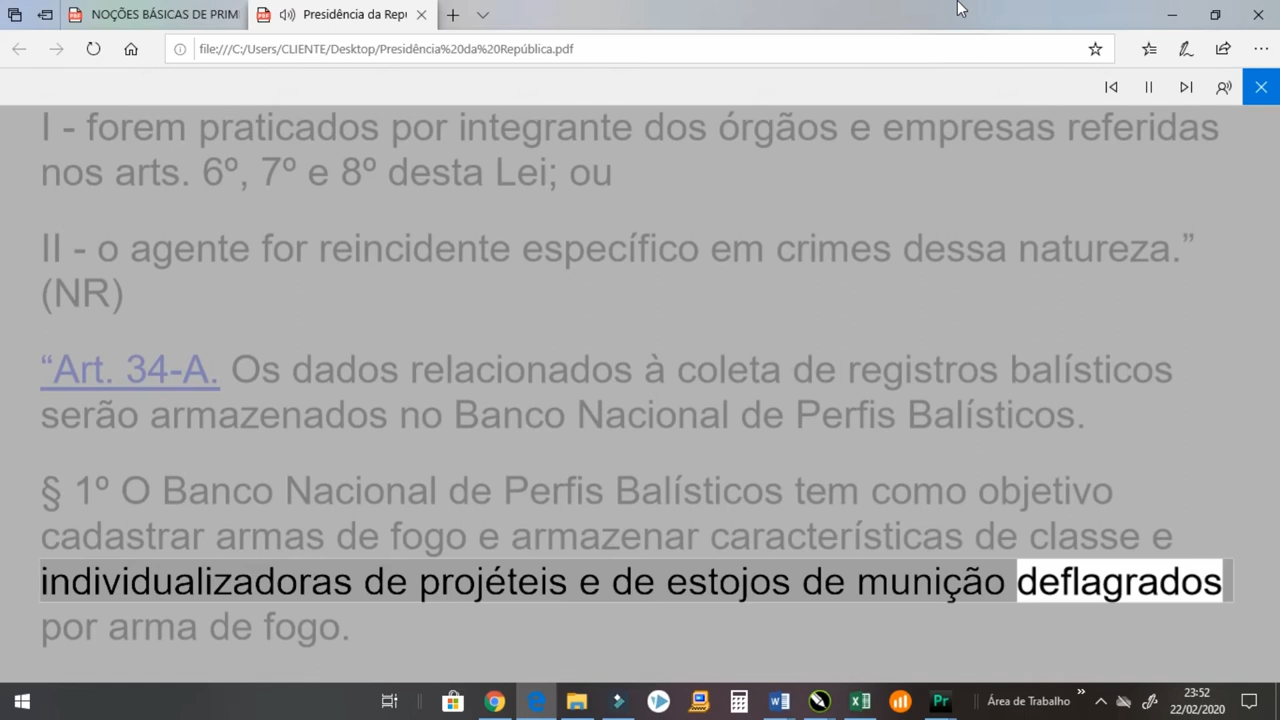 NOÇÕES BÁSICAS DE PRIM
Presidência da Repú
file:///C:/Users/CLIENTE/Desktop/Presidência%20da%20República.pdf
I - forem praticados por integrante dos órgãos e empresas referidas
nos arts. 6º, 7º e 8º desta Lei; ou
II - o agente for reincidente específico em crimes dessa natureza.”
(NR)
“Art. 34-A. Os dados relacionados à coleta de registros balísticos
serão armazenados no Banco Nacional de Perfis Balísticos.
§ 1º O Banco Nacional de Perfis Balísticos tem como objetivo
cadastrar armas de fogo e armazenar características de classe e
individualizadoras de projéteis e de estojos de munição deflagrados
por arma de fogo.
Área de Trabalho
23:52
22/02/2020